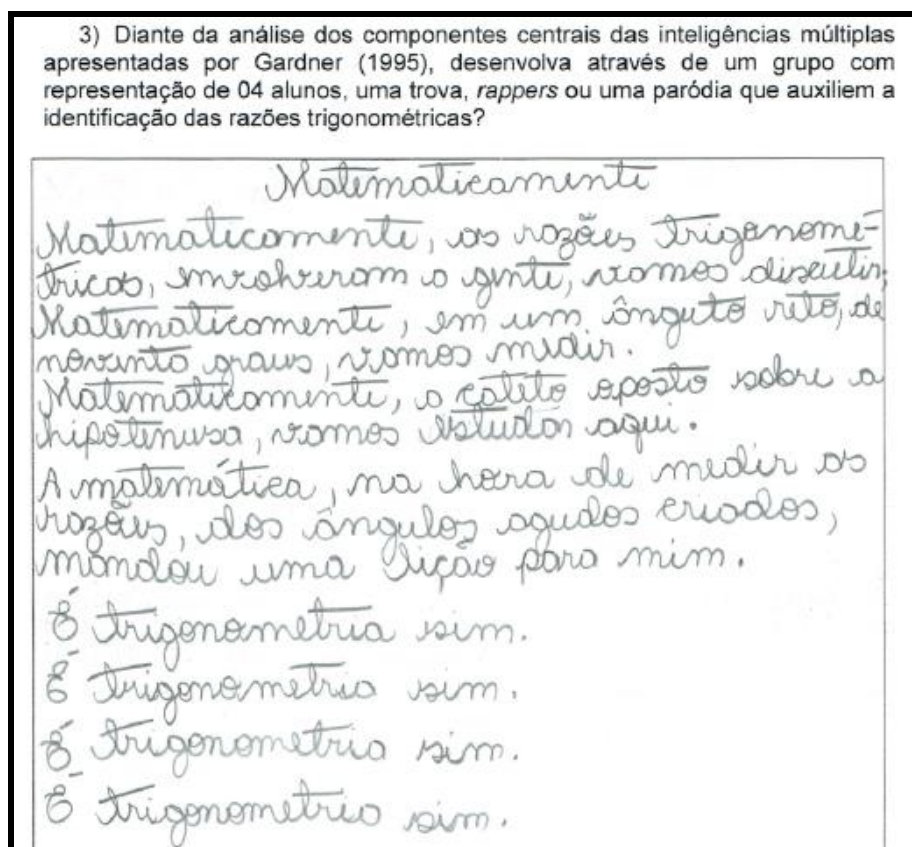 3) Diante da análise dos componentes centrais das inteligências múltiplas
apresentadas por Gardner (1995), desenvolva através de um grupo com
representação de 04 alunos, uma trova, rappers ou uma paródia que auxiliem a
identificação das razões trigonométricas?
Matematicamente
Matematicamente, as razões trigonomé-
tricas, envolveram a gente, vamos discutir;
Matematicamente, em um ânguto reto, de
noventa graus, vamos medir.
Matematicamente, o cateto oposto sobre a
hipotenusa, vamos estudar aqui.
A matemática, na hora de medir as
razões, dos ângulos agudos criados,
mandou uma lição para mim.
É trigonometria sim.
É trigonometria sim.
É trigonometria sim.
É trigonometria sim.